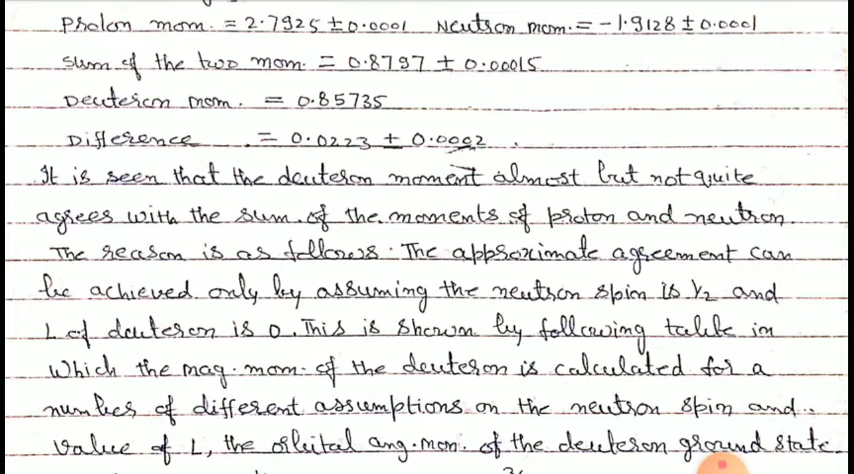 Proton mom. = 2.7925 ± 0.0001 Neutron mom. = -1.9128 ± 0.0001
Sum of the two mom. = 0.8797 ± 0.00015
Deuteron mom. = 0.85735
Difference = 0.0223 ± 0.0002.
It is seen that the deuteron moment almost but not quite
agrees with the sum of the moments of proton and neutron.
The reason is as follows. The approximate agreement can
be achieved only by assuming the neutron spin is 1/2 and
L of deuteron is 0. This is shown by following table in
which the mag. mom. of the deuteron is calculated for a
number of different assumptions on the neutron spin and
value of L, the orbital ang. mom. of the deuteron ground state